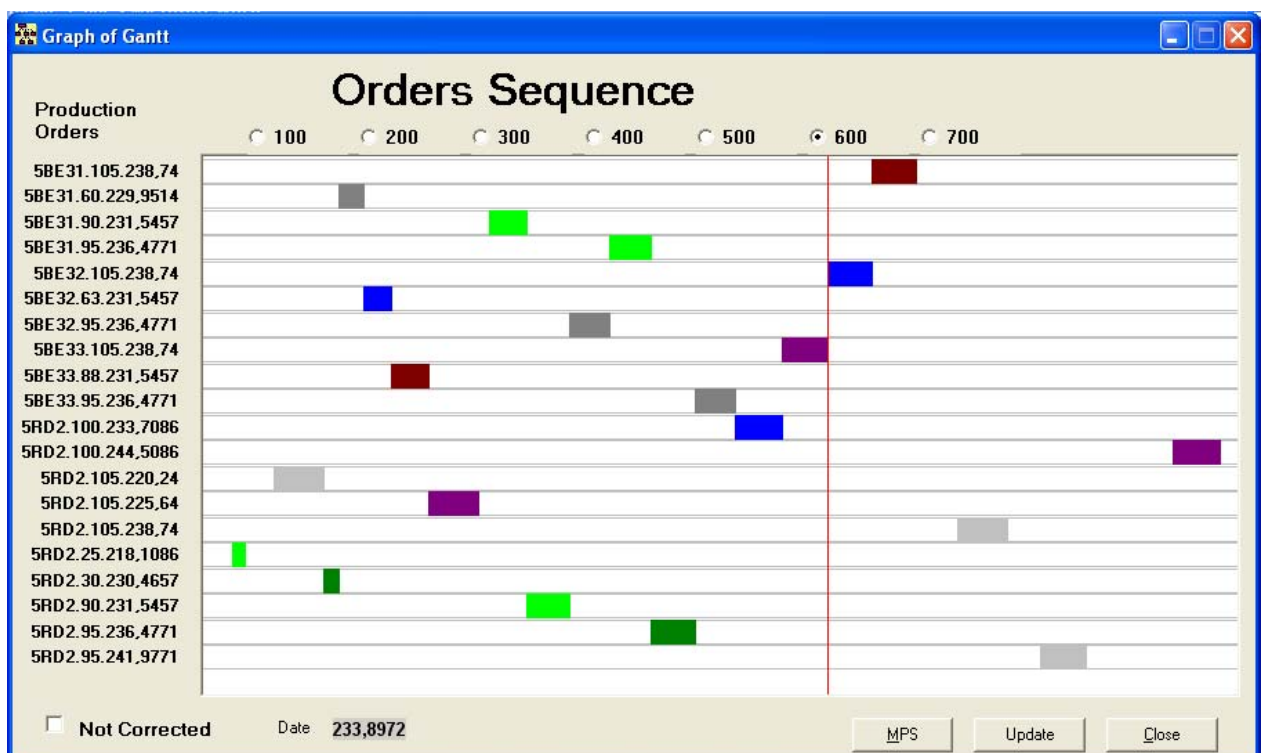 Graph of Gantt
Orders Sequence
Production
Orders
100 200 300 400 500 600 700
5BE31.105.238,74
5BE31.60.229,9514
5BE31.90.231,5457
5BE31.95.236,4771
5BE32.105.238,74
5BE32.63.231,5457
5BE32.95.236,4771
5BE33.105.238,74
5BE33.88.231,5457
5BE33.95.236,4771
5RD2.100.233,7086
5RD2.100.244,5086
5RD2.105.220,24
5RD2.105.225,64
5RD2.105.238,74
5RD2.25.218,1086
5RD2.30.230,4657
5RD2.90.231,5457
5RD2.95.236,4771
5RD2.95.241,9771
Not Corrected Date 233,8972 MPS Update Close